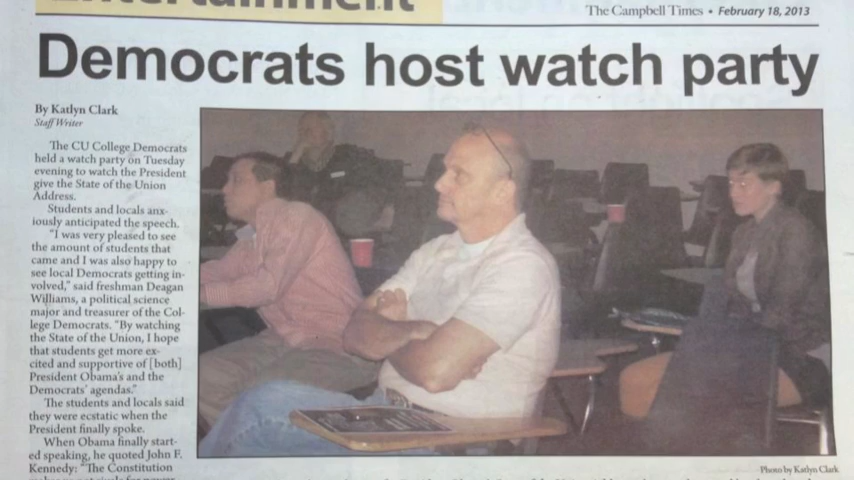 Entertainment
The Campbell Times • February 18, 2013
Democrats host watch party
By Katlyn Clark
Staff Writer
The CU College Democrats
held a watch party on Tuesday
evening to watch the President
give the State of the Union
Address.
Students and locals anx-
iously anticipated the speech.
"I was very pleased to see
the amount of students that
came and I was also happy to
see local Democrats getting in-
volved," said freshman Deagan
Williams, a political science
major and treasurer of the Col-
lege Democrats. "By watching
the State of the Union, I hope
that students get more ex-
cited and supportive of [both]
President Obama's and the
Democrats' agendas."
The students and locals said
they were ecstatic when the
President finally spoke.
When Obama finally start-
ed speaking, he quoted John F.
Kennedy: "The Constitution
Photo by Katlyn Clark